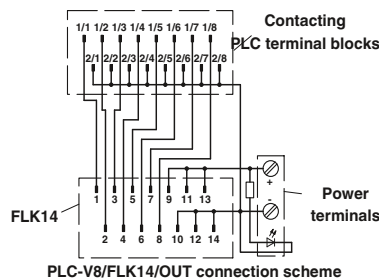 Contacting
PLC terminal blocks
1/1 1/2 1/3 1/4 1/5 1/6 1/7 1/8
2/1 2/2 2/3 2/4 2/5 2/6 2/7 2/8
1 3 5 7 9 11 13
+
-
FLK14
2 4 6 8 10 12 14
Power
terminals
PLC-V8/FLK14/OUT connection scheme